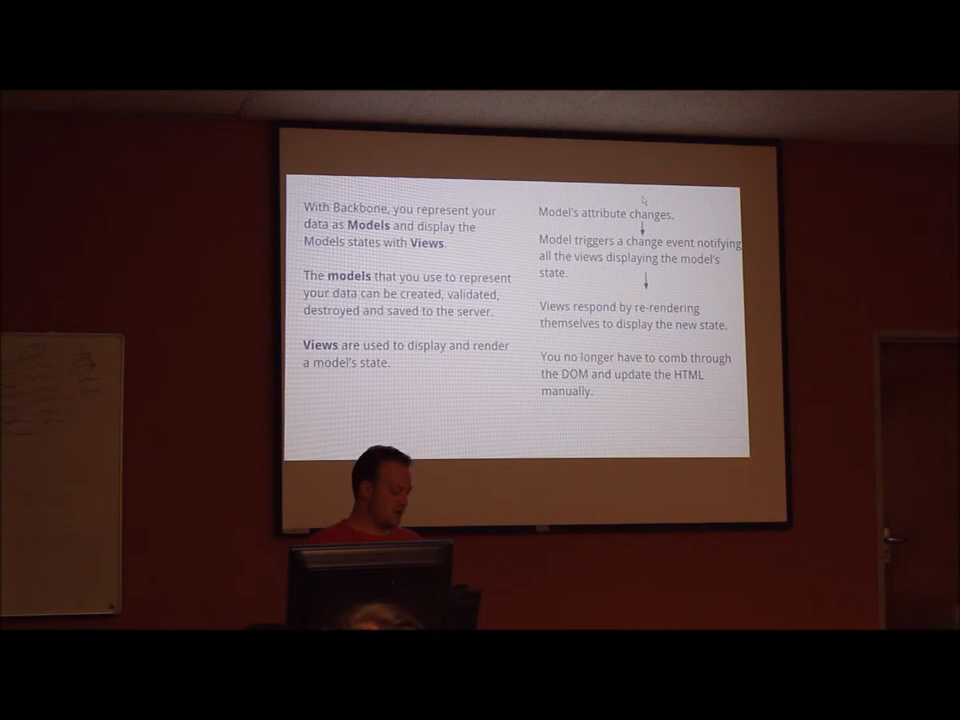 With Backbone, you represent your
data as Models and display the
Models states with Views.
The models that you use to represent
your data can be created, validated,
destroyed and saved to the server.
Views are used to display and render
a model's state.
Model's attribute changes.
Model triggers a change event notifying
all the views displaying the model's
state.
Views respond by re-rendering
themselves to display the new state.
You no longer have to comb through
the DOM and update the HTML
manually.